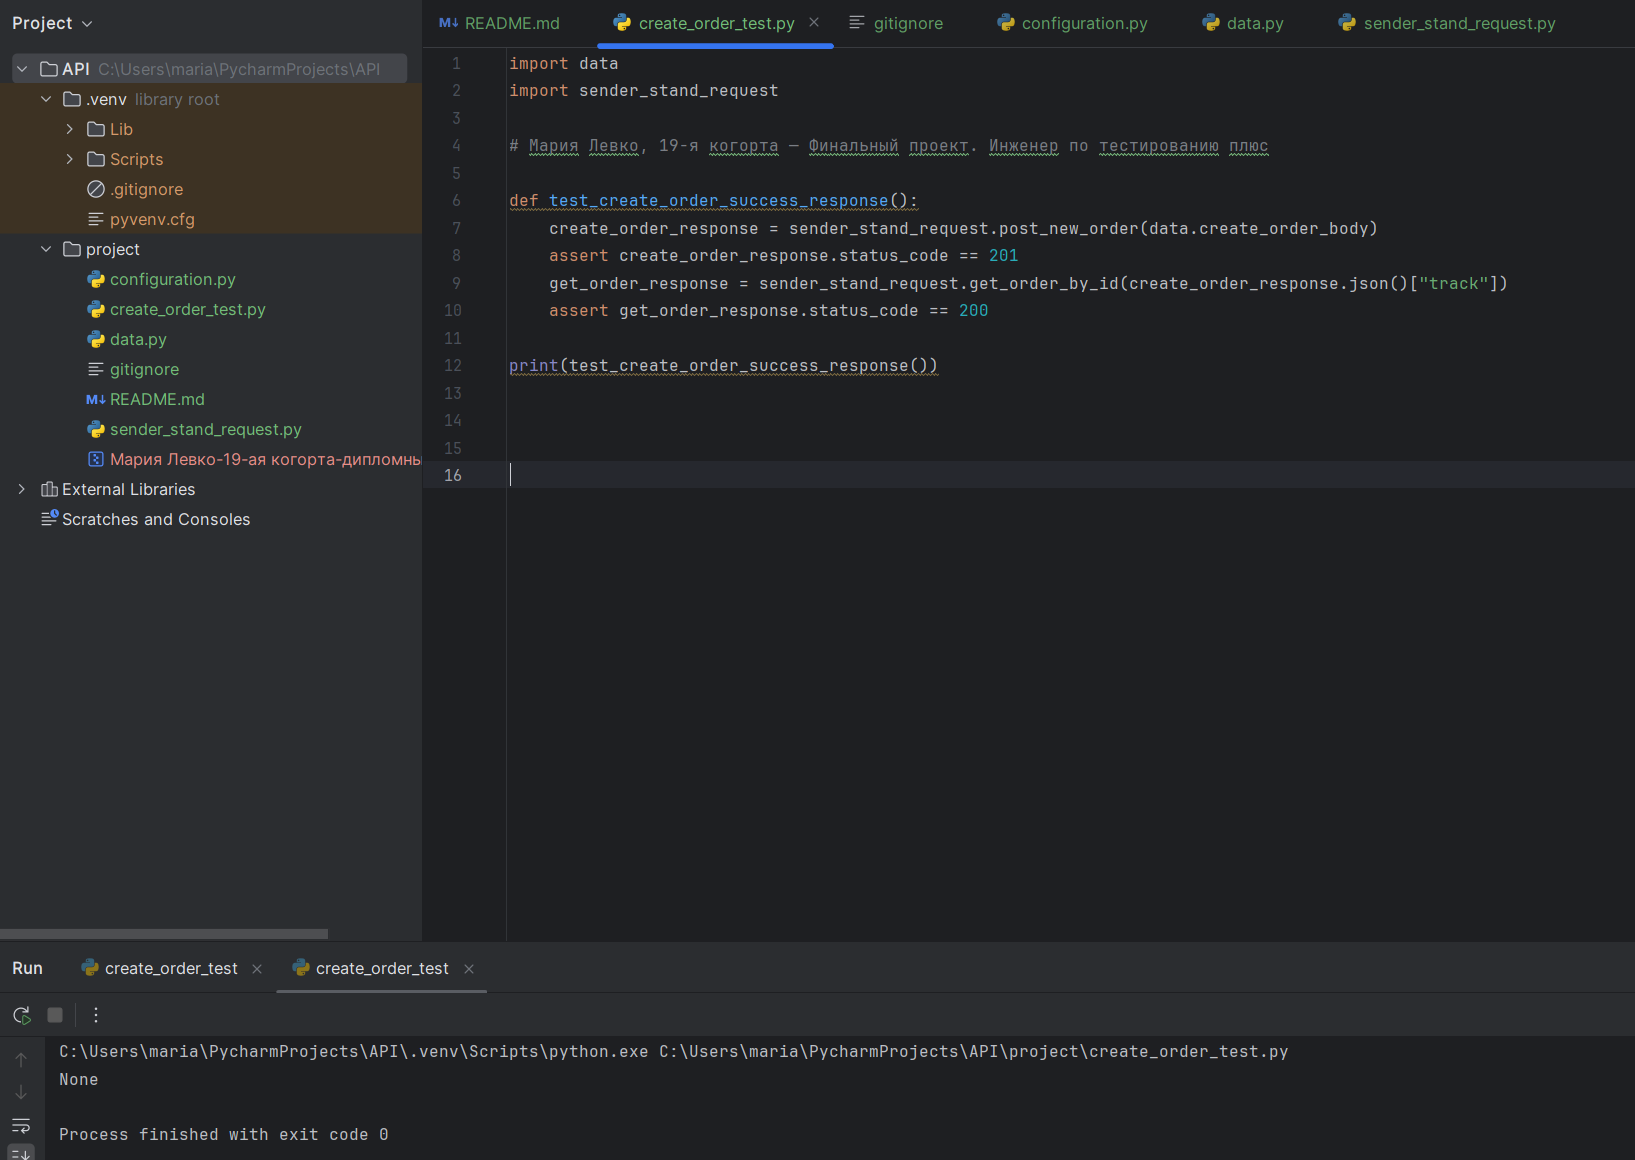 Project
README.md
create_order_test.py
gitignore
configuration.py
data.py
sender_stand_request.py
API C:\Users\maria\PycharmProjects\API
.venv library root
Lib
Scripts
.gitignore
pyvenv.cfg
project
configuration.py
create_order_test.py
data.py
gitignore
README.md
sender_stand_request.py
Мария Левко-19-ая когорта-дипломны
External Libraries
Scratches and Consoles
1 import data
2 import sender_stand_request
3
4 # Мария Левко, 19-я когорта — Финальный проект. Инженер по тестированию плюс
5
6 def test_create_order_success_response():
7 create_order_response = sender_stand_request.post_new_order(data.create_order_body)
8 assert create_order_response.status_code == 201
9 get_order_response = sender_stand_request.get_order_by_id(create_order_response.json()["track"])
10 assert get_order_response.status_code == 200
11
12 print(test_create_order_success_response())
13
14
15
16
Run create_order_test create_order_test
C:\Users\maria\PycharmProjects\API\.venv\Scripts\python.exe C:\Users\maria\PycharmProjects\API\project\create_order_test.py
None
Process finished with exit code 0